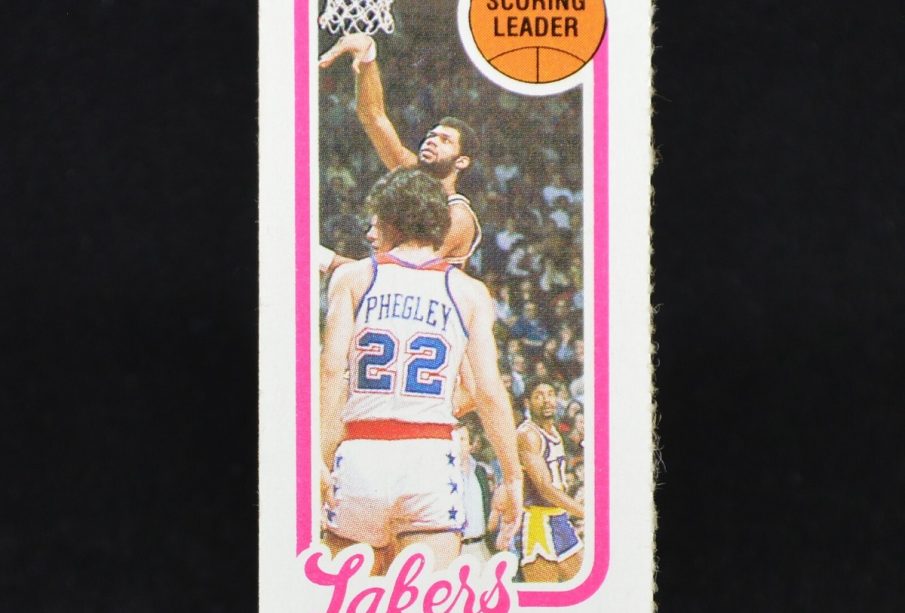 SCORING
LEADER
PHEGLEY
22
Lakers